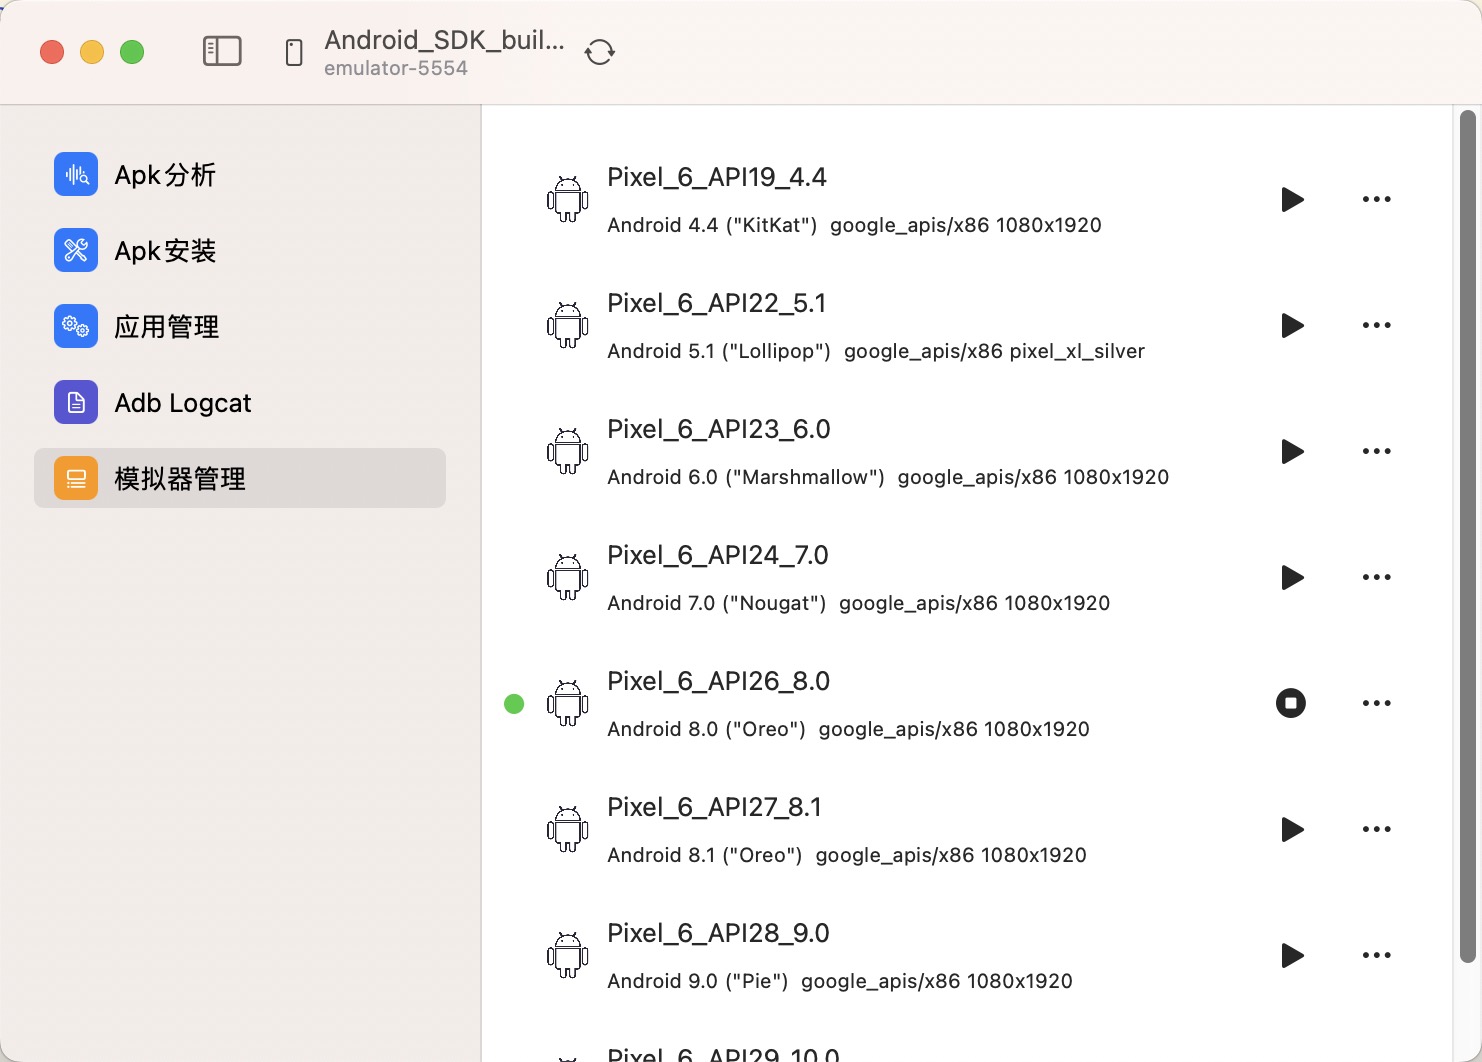 Android_SDK_buil...
emulator-5554
Apk分析
Apk安装
应用管理
Adb Logcat
模拟器管理
Pixel_6_API19_4.4
Android 4.4 ("KitKat")  google_apis/x86 1080x1920
Pixel_6_API22_5.1
Android 5.1 ("Lollipop")  google_apis/x86 pixel_xl_silver
Pixel_6_API23_6.0
Android 6.0 ("Marshmallow")  google_apis/x86 1080x1920
Pixel_6_API24_7.0
Android 7.0 ("Nougat")  google_apis/x86 1080x1920
Pixel_6_API26_8.0
Android 8.0 ("Oreo")  google_apis/x86 1080x1920
Pixel_6_API27_8.1
Android 8.1 ("Oreo")  google_apis/x86 1080x1920
Pixel_6_API28_9.0
Android 9.0 ("Pie")  google_apis/x86 1080x1920
Pixel_6_API29_10.0